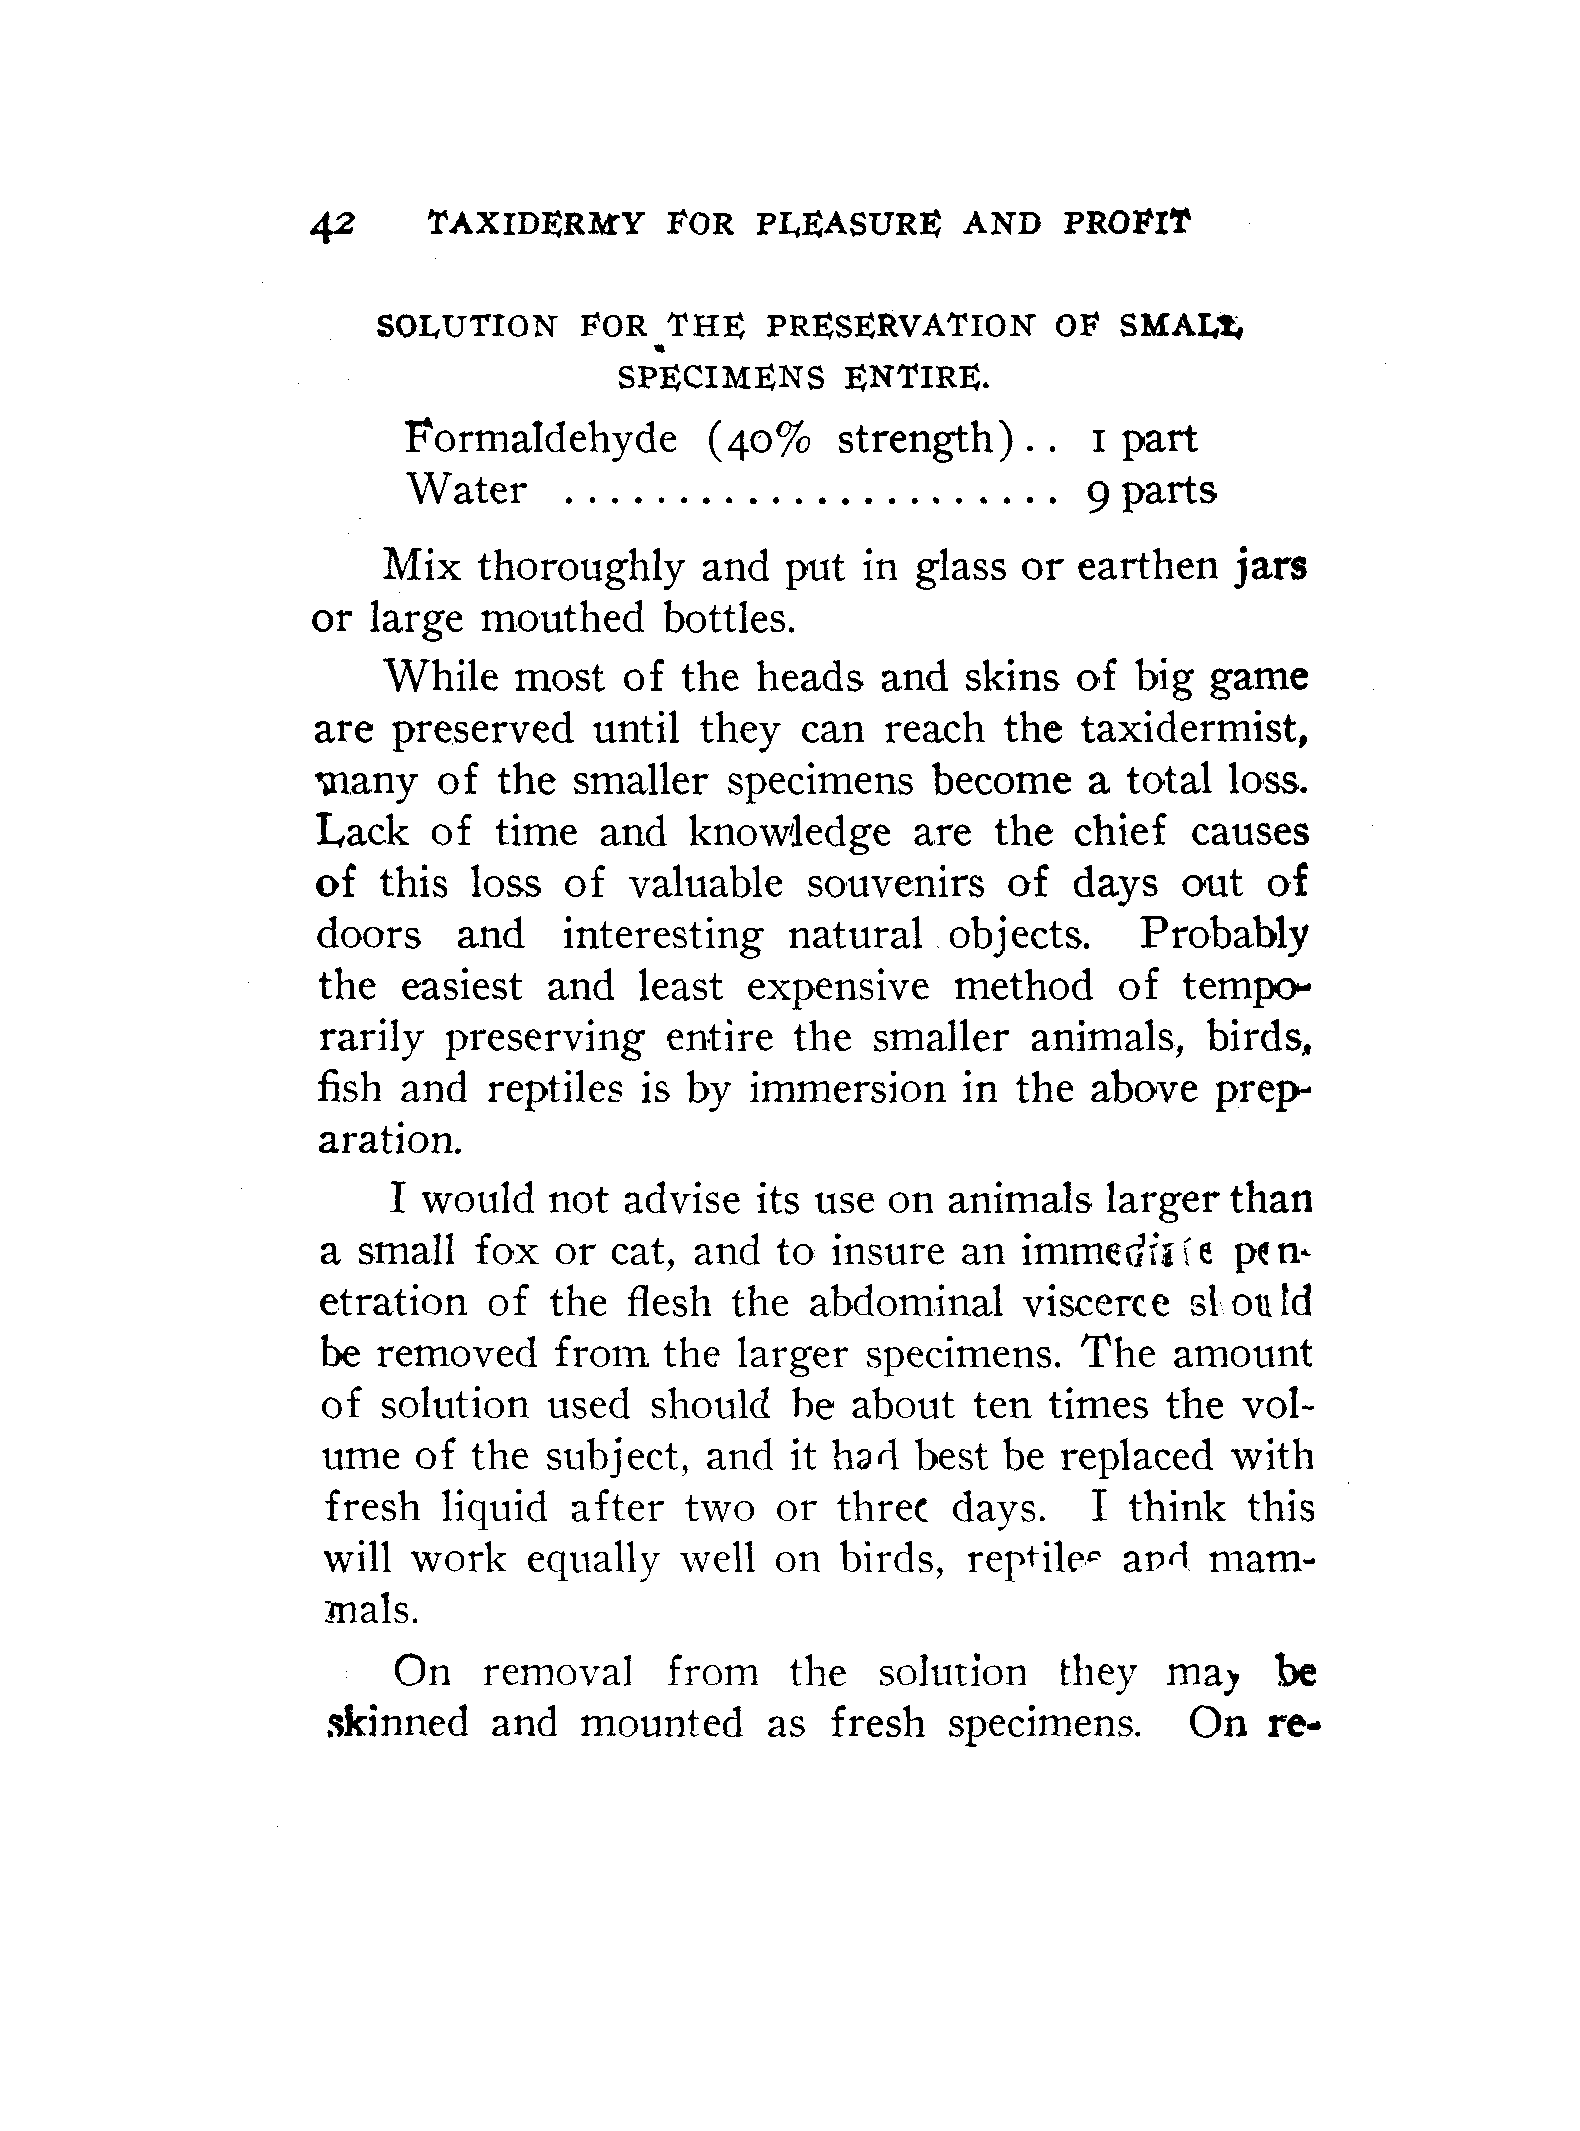 42 TAXIDERMY FOR PLEASURE AND PROFIT
SOLUTION FOR THE PRESERVATION OF SMALL
SPECIMENS ENTIRE.
Formaldehyde (40% strength) . . 1 part
Water . . . . . . . . . . . . . . . . . . . . . . 9 parts
Mix thoroughly and put in glass or earthen jars
or large mouthed bottles.
While most of the heads and skins of big game
are preserved until they can reach the taxidermist,
many of the smaller specimens become a total loss.
Lack of time and knowledge are the chief causes
of this loss of valuable souvenirs of days out of
doors and interesting natural objects. Probably
the easiest and least expensive method of tempo-
rarily preserving entire the smaller animals, birds,
fish and reptiles is by immersion in the above prep-
aration.
I would not advise its use on animals larger than
a small fox or cat, and to insure an immediate pen-
etration of the flesh the abdominal viscerce should
be removed from the larger specimens. The amount
of solution used should be about ten times the vol-
ume of the subject, and it had best be replaced with
fresh liquid after two or three days. I think this
will work equally well on birds, reptiles and mam-
mals.
On removal from the solution they may be
skinned and mounted as fresh specimens. On re-